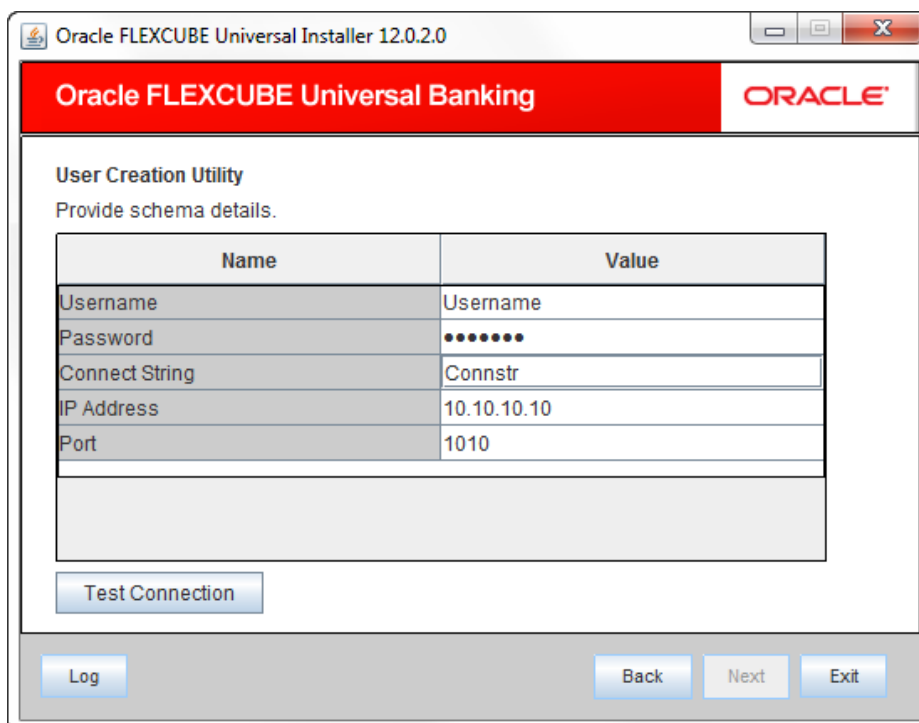 Oracle FLEXCUBE Universal Installer 12.0.2.0
Oracle FLEXCUBE Universal Banking ORACLE
User Creation Utility
Provide schema details.
Name Value
Username Username
Password •••••••
Connect String Connstr
IP Address 10.10.10.10
Port 1010
Test Connection
Log Back Next Exit